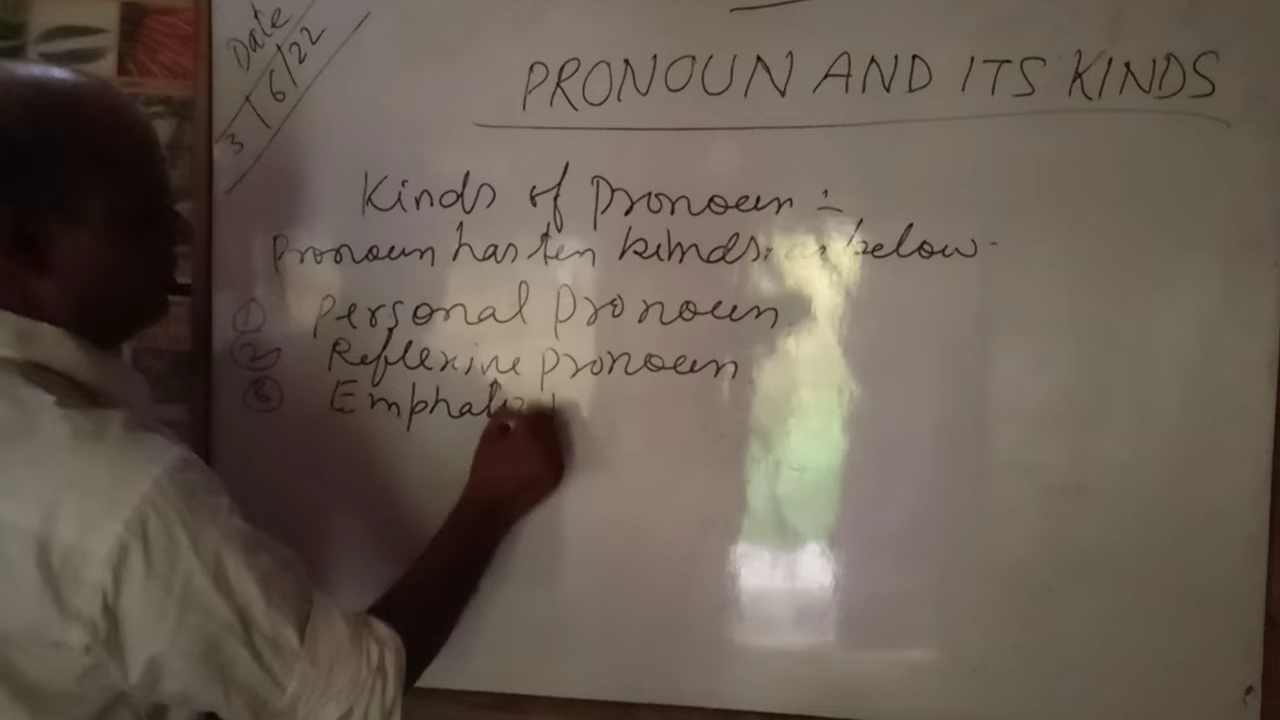 Date
3/6/22
PRONOUN AND ITS KINDS
Kinds of Pronoun :-
Pronoun has ten kinds. as below.
① Personal Pronoun
② Reflexive pronoun.
③ Emphatic